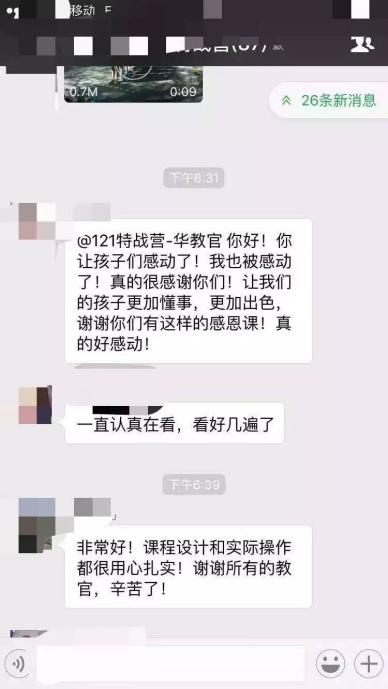 移动
战营(87)
0.7M
0:09
26条新消息
下午6:31
@121特战营-华教官 你好！你
让孩子们感动了！我也被感动
了！真的很感谢你们！让我们
的孩子更加懂事，更加出色，
谢谢你们有这样的感恩课！真
的好感动！
一直认真在看，看好几遍了
下午6:39
非常好！课程设计和实际操作
都很用心扎实！谢谢所有的教
官，辛苦了！